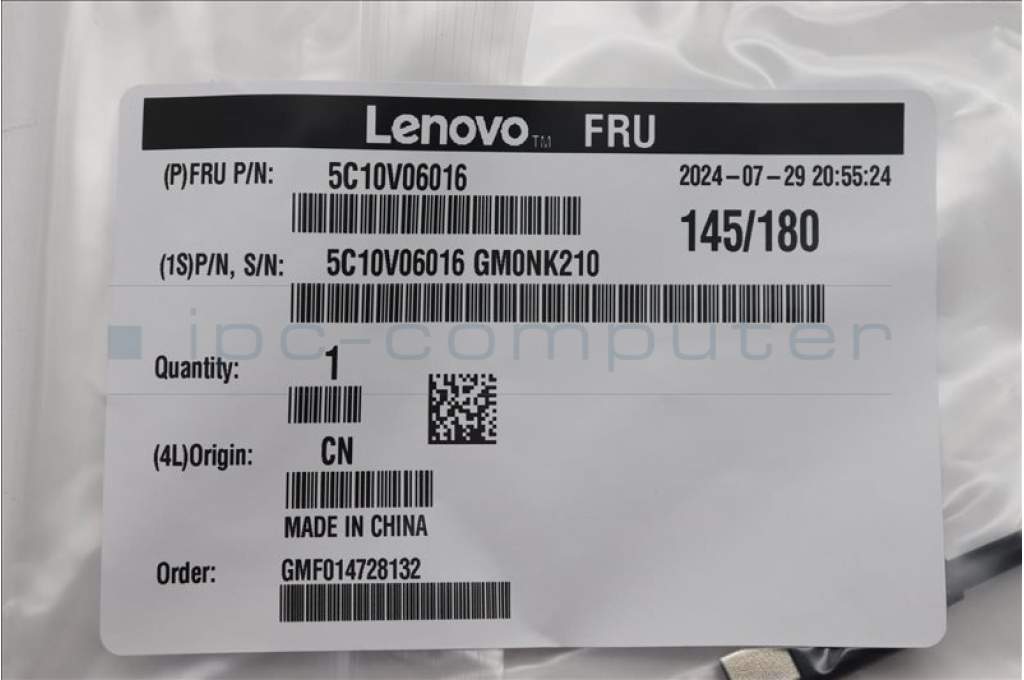 Lenovo™ FRU
(P)FRU P/N: 5C10V06016 2024-07-29 20:55:24
145/180
(1S)P/N, S/N: 5C10V06016 GM0NK210
ipc-computer
Quantity: 1
(4L)Origin: CN
MADE IN CHINA
Order: GMF014728132